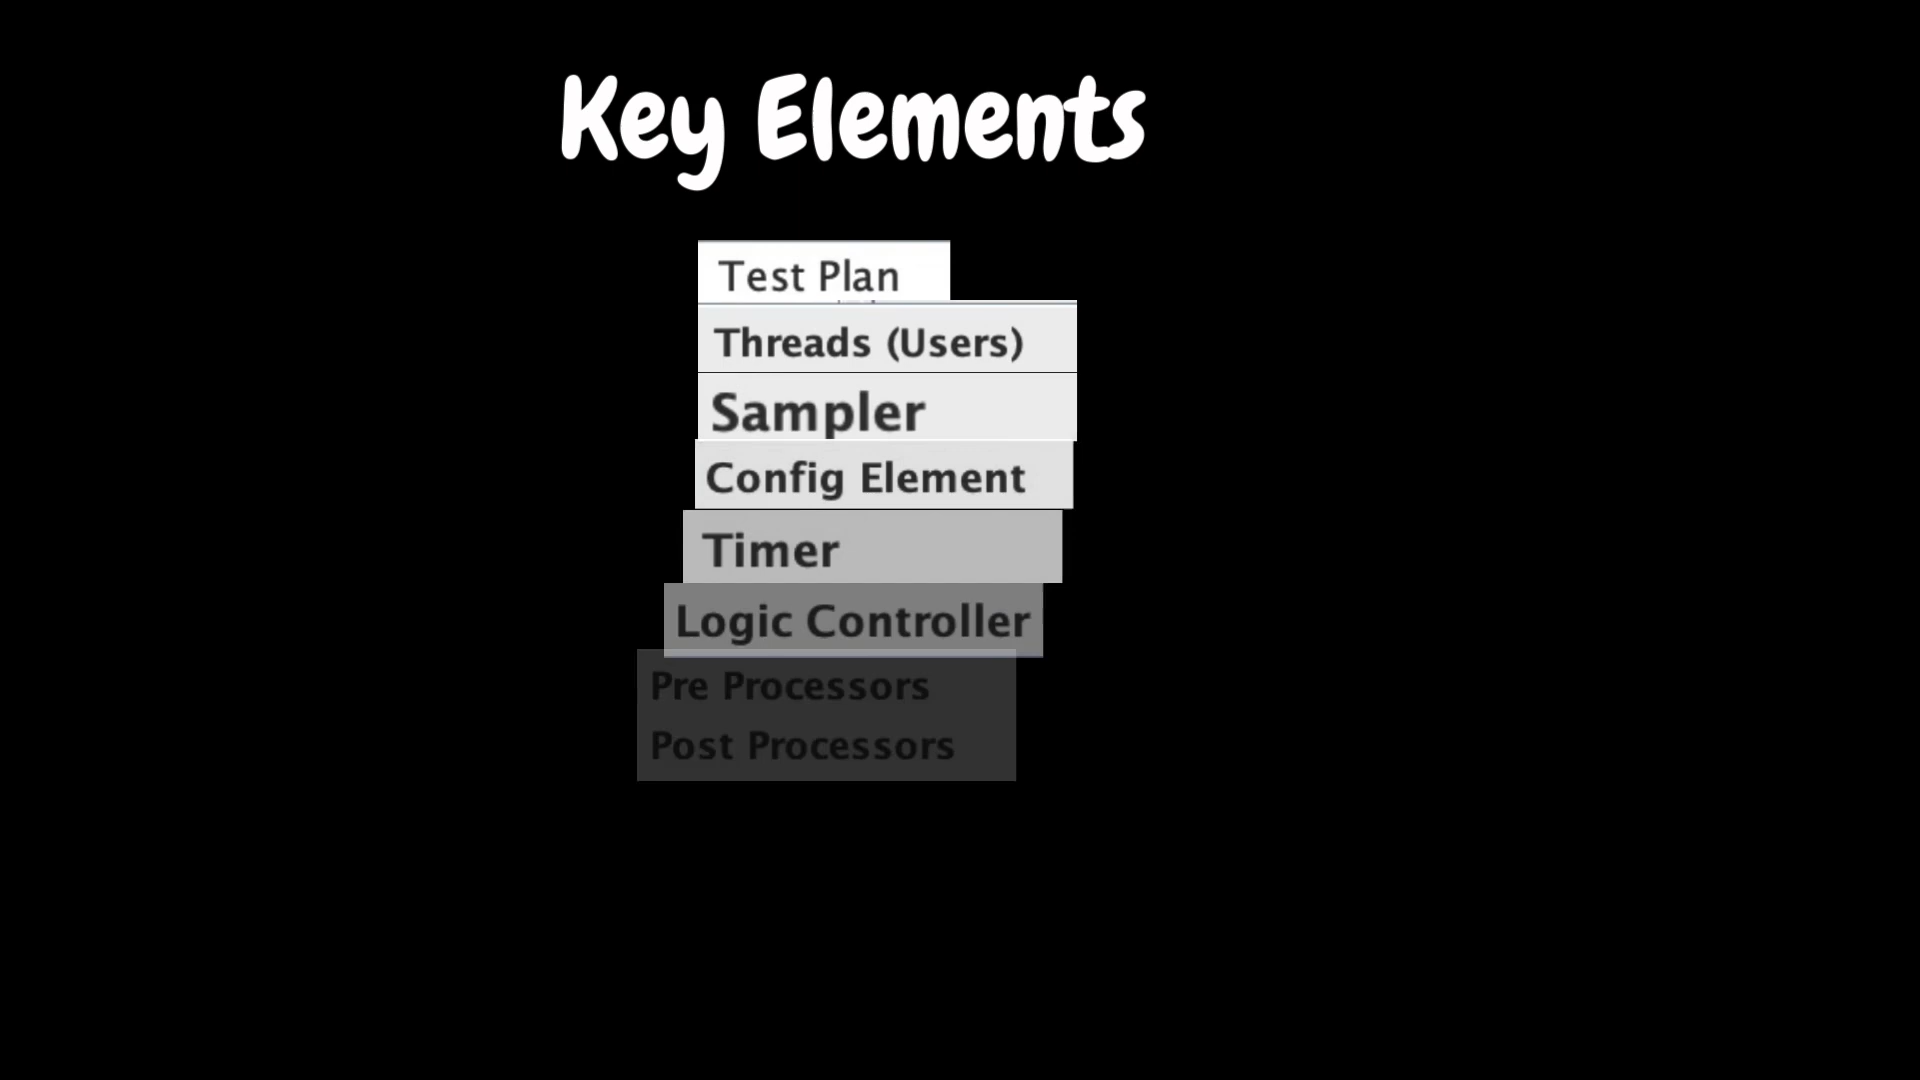 Key Elements
Test Plan
Threads (Users)
Sampler
Config Element
Timer
Logic Controller
Pre Processors
Post Processors